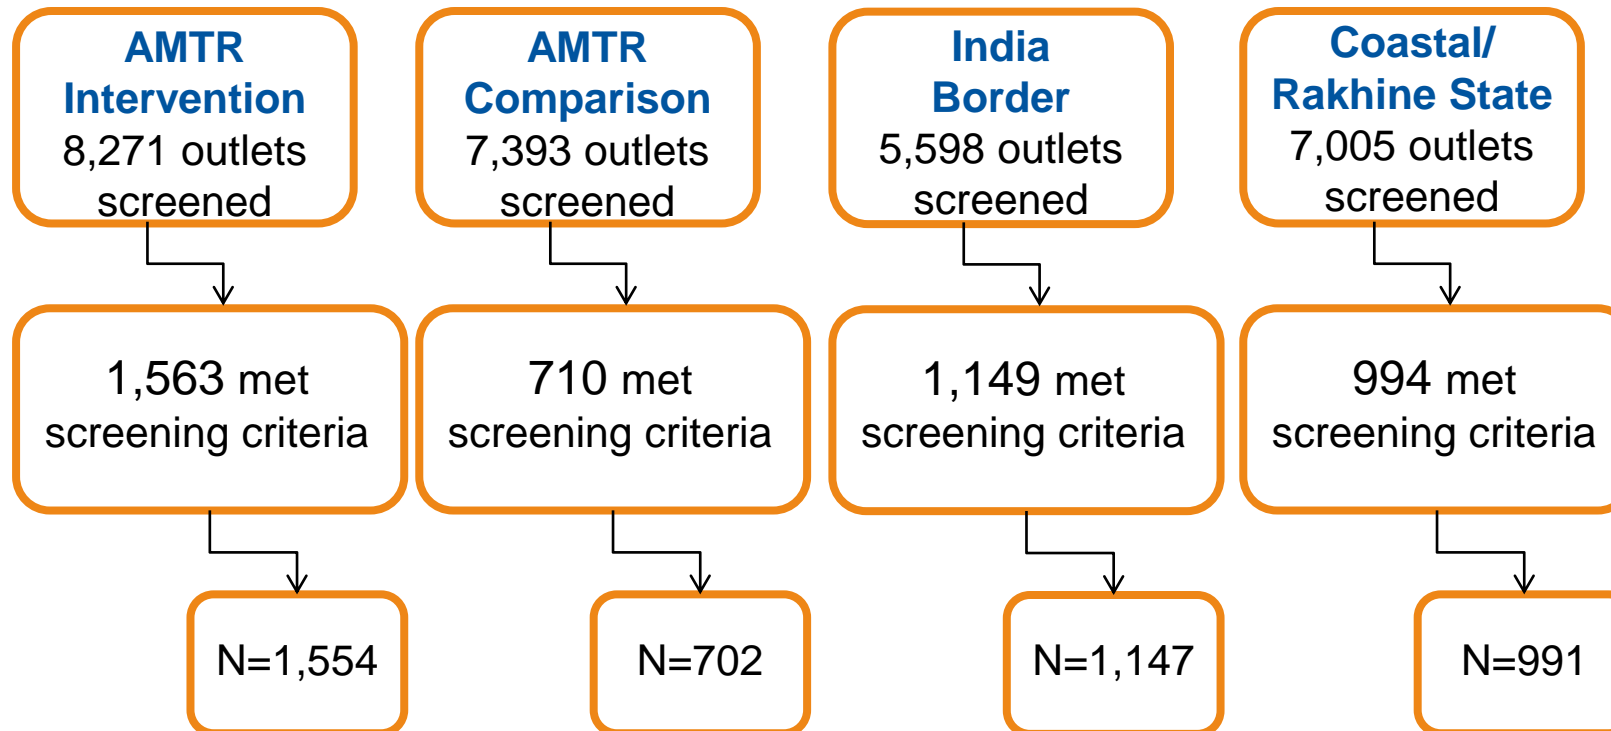 AMTR
Intervention
8,271 outlets
screened
AMTR
Comparison
7,393 outlets
screened
India
Border
5,598 outlets
screened
Coastal/
Rakhine State
7,005 outlets
screened
1,563 met
screening criteria
710 met
screening criteria
1,149 met
screening criteria
994 met
screening criteria
N=1,554
N=702
N=1,147
N=991